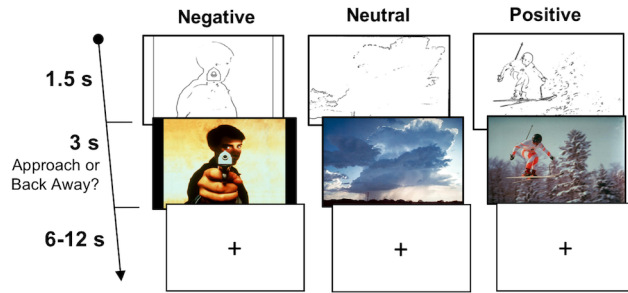 Negative Neutral Positive
1.5 s
3 s
Approach or
Back Away?
6-12 s
+ + +